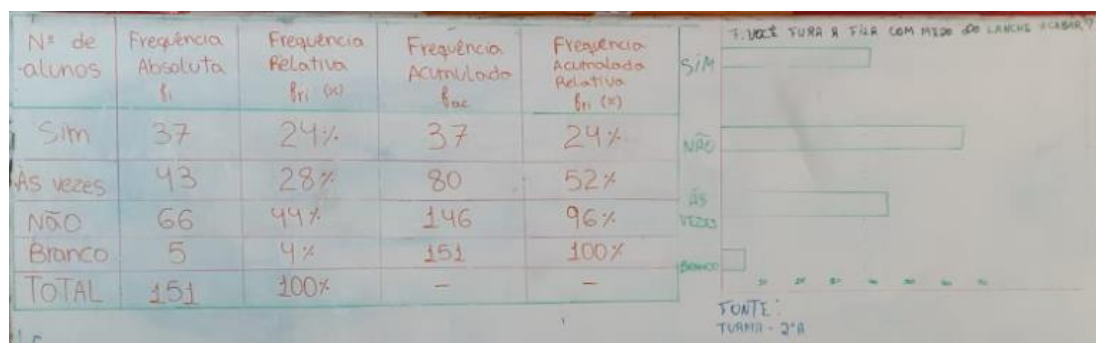 Nº de alunos | Frequência Absoluta fi | Frequência Relativa fri (%) | Frequência Acumulada fac | Frequência Acumulada Relativa fri (%)
Sim | 37 | 24% | 37 | 24%
Às vezes | 43 | 28% | 80 | 52%
NÃO | 66 | 44% | 146 | 96%
Branco | 5 | 4% | 151 | 100%
TOTAL | 151 | 100% | - | -
7. VOCÊ FURA A FILA COM MEDO DO LANCHE ACABAR?
SIM
NÃO
ÀS VEZES
BRANCO
FONTE:
TURMA - 2ºA